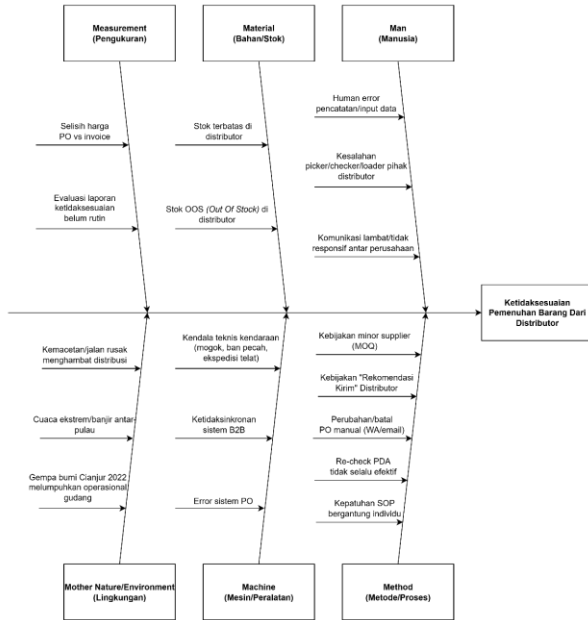 Measurement
(Pengukuran)
Material
(Bahan/Stok)
Man
(Manusia)
Selisih harga
PO vs invoice
Evaluasi laporan
ketidaksesuaian
belum rutin
Stok terbatas di
distributor
Stok OOS (Out Of Stock) di
distributor
Human error
pencatatan/input data
Kesalahan
picker/checker/loader pihak
distributor
Komunikasi lambat/tidak
responsif antar perusahaan
Ketidaksesuaian
Pemenuhan Barang Dari
Distributor
Kemacetan/jalan rusak
menghambat distribusi
Cuaca ekstrem/banjir antar-
pulau
Gempa bumi Cianjur 2022
melumpuhkan operasional
gudang
Kendala teknis kendaraan
(mogok, ban pecah,
ekspedisi telat)
Ketidaksinkronan
sistem B2B
Error sistem PO
Kebijakan minor supplier
(MOQ)
Kebijakan "Rekomendasi
Kirim" Distributor
Perubahan/batal
PO manual (WA/email)
Re-check PDA
tidak selalu efektif
Kepatuhan SOP
bergantung individu
Mother Nature/Environment
(Lingkungan)
Machine
(Mesin/Peralatan)
Method
(Metode/Proses)